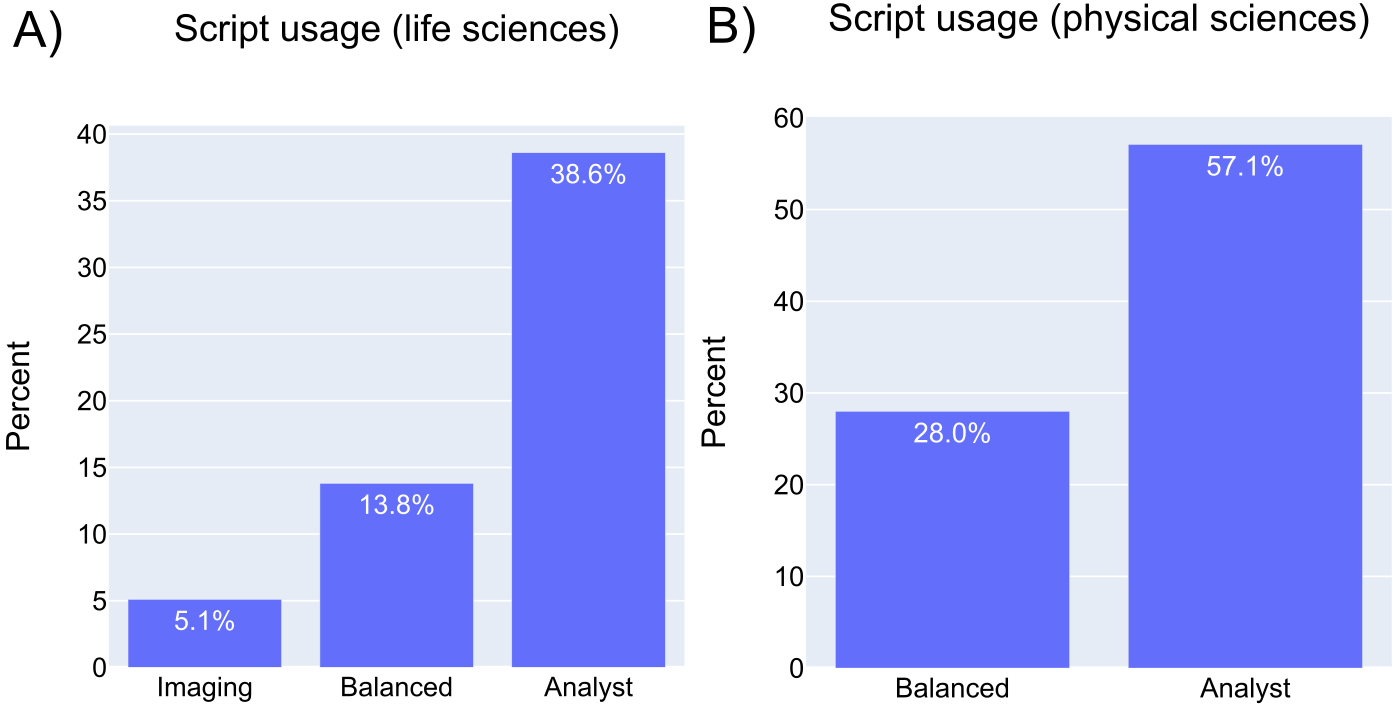 A)
Script usage (life sciences)
Percent
40
35
30
25
20
15
10
5
0
5.1%
13.8%
38.6%
Imaging
Balanced
Analyst
B)
Script usage (physical sciences)
Percent
60
50
40
30
20
10
0
28.0%
57.1%
Balanced
Analyst